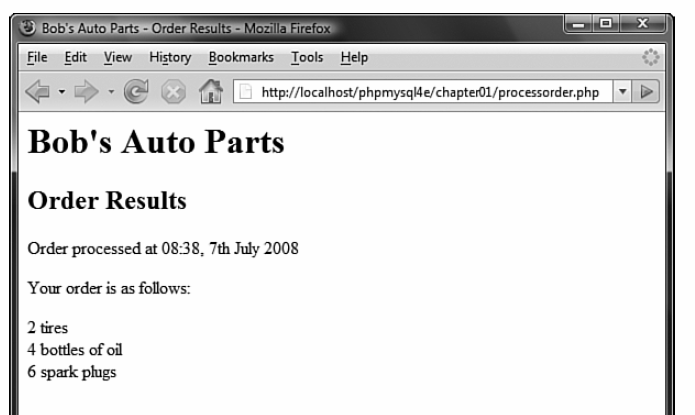 Bob's Auto Parts - Order Results - Mozilla Firefox
File Edit View History Bookmarks Tools Help
http://localhost/phpmysql4e/chapter01/processorder.php
Bob's Auto Parts
Order Results
Order processed at 08:38, 7th July 2008
Your order is as follows:
2 tires
4 bottles of oil
6 spark plugs